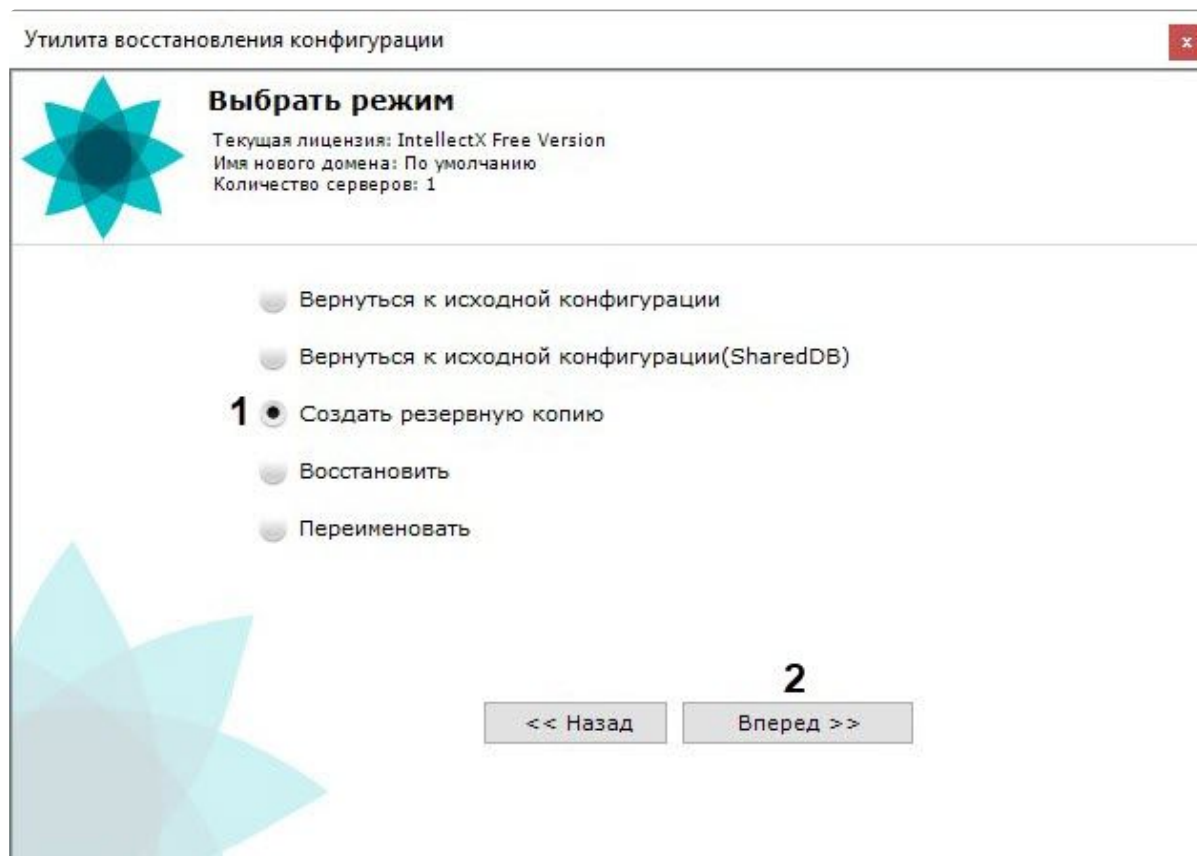 Утилита восстановления конфигурации
x
Выбрать режим
Текущая лицензия: IntellectX Free Version
Имя нового домена: По умолчанию
Количество серверов: 1
Вернуться к исходной конфигурации
Вернуться к исходной конфигурации(SharedDB)
1 Создать резервную копию
Восстановить
Переименовать
2
<< Назад Вперед >>